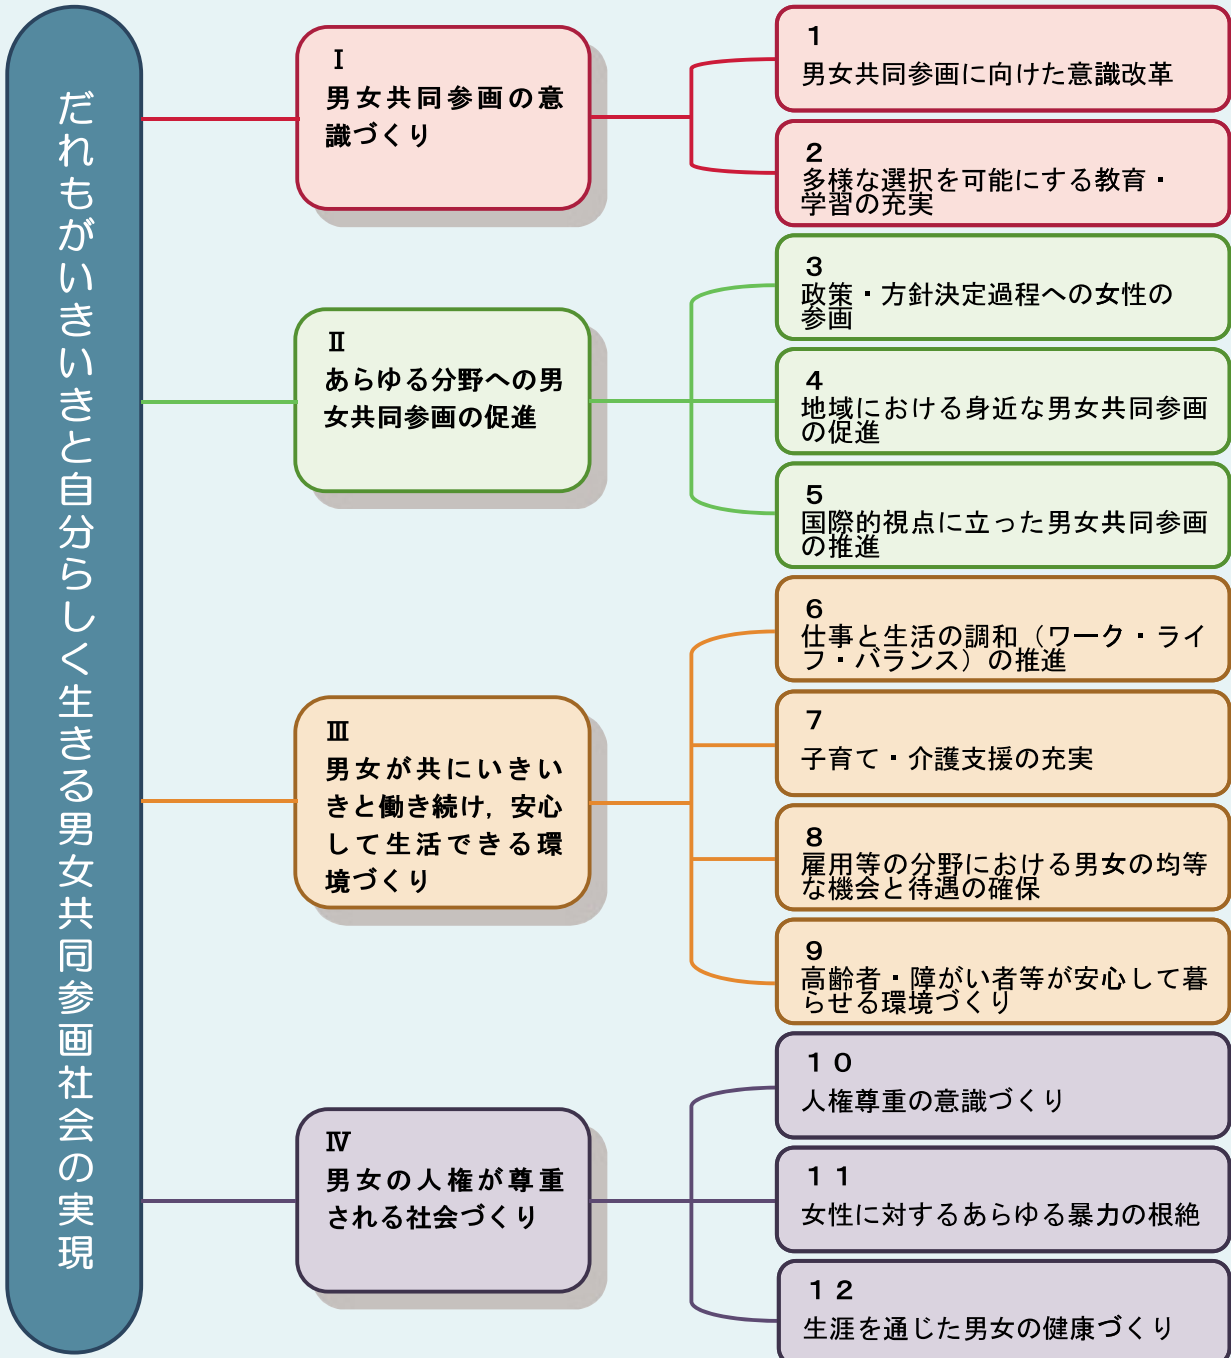 だれもがいきいきと自分らしく生きる男女共同参画社会の実現
Ⅰ
男女共同参画の意
識づくり
1
男女共同参画に向けた意識改革
2
多様な選択を可能にする教育・
学習の充実
Ⅱ
あらゆる分野への男
女共同参画の促進
3
政策・方針決定過程への女性の
参画
4
地域における身近な男女共同参画
の促進
5
国際的視点に立った男女共同参画
の推進
Ⅲ
男女が共にいきい
きと働き続け，安心
して生活できる環
境づくり
6
仕事と生活の調和（ワーク・ライ
フ・バランス）の推進
7
子育て・介護支援の充実
8
雇用等の分野における男女の均等
な機会と待遇の確保
9
高齢者・障がい者等が安心して暮
らせる環境づくり
Ⅳ
男女の人権が尊重
される社会づくり
１０
人権尊重の意識づくり
１１
女性に対するあらゆる暴力の根絶
１２
生涯を通じた男女の健康づくり